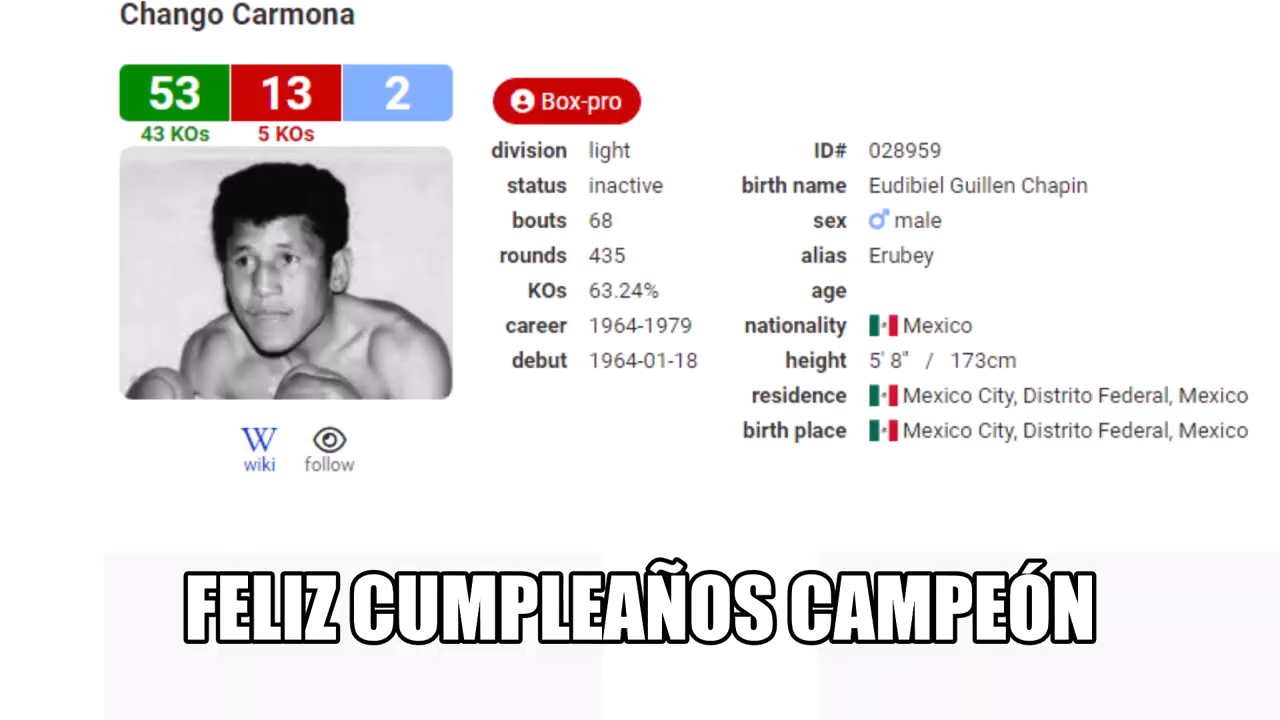 Chango Carmona
53 13 2
43 KOs 5 KOs
Box-pro
division light
status inactive
bouts 68
rounds 435
KOs 63.24%
career 1964-1979
debut 1964-01-18
ID# 028959
birth name Eudibiel Guillen Chapin
sex male
alias Erubey
age
nationality Mexico
height 5' 8" / 173cm
residence Mexico City, Distrito Federal, Mexico
birth place Mexico City, Distrito Federal, Mexico
W
wiki follow
FELIZ CUMPLEAÑOS CAMPEÓN